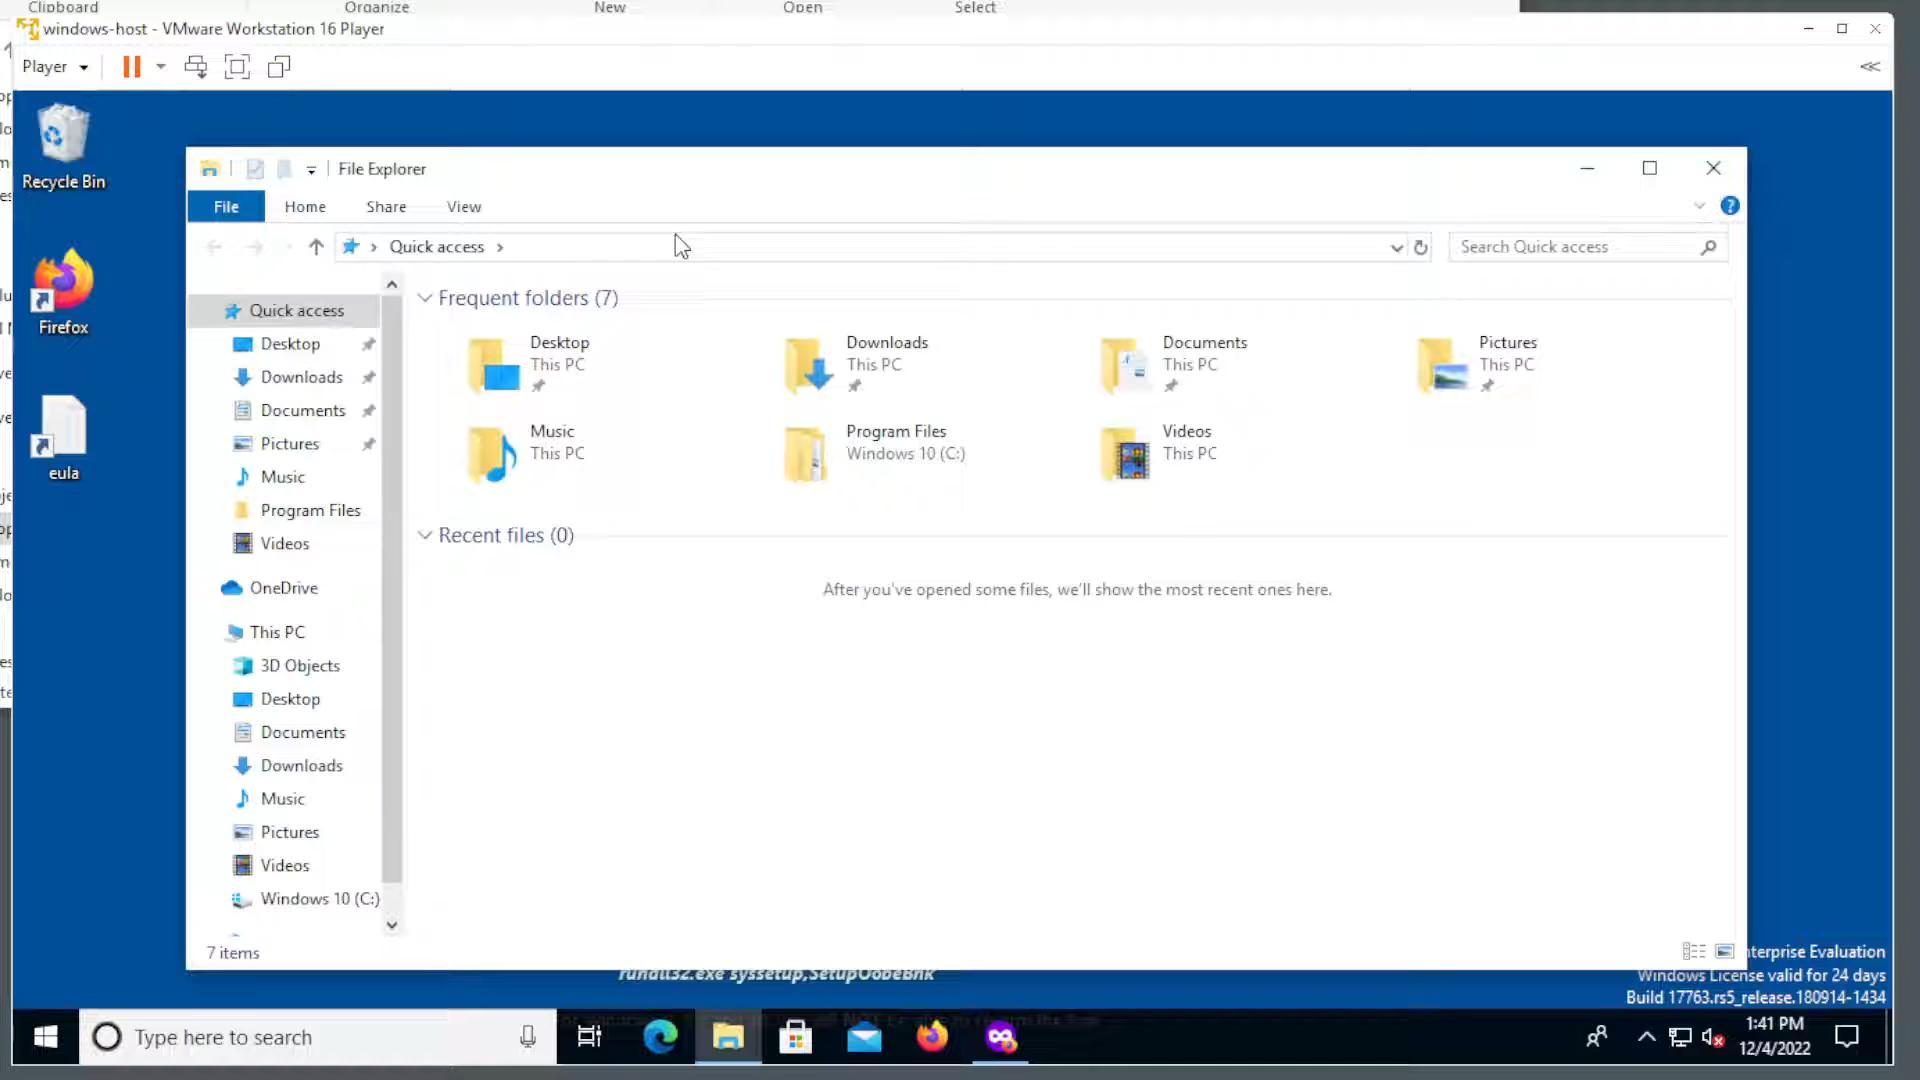 Clipboard
Organize
New
Open
Select
windows-host - VMware Workstation 16 Player
Player
Recycle Bin
Firefox
eula
File Explorer
File
Home
Share
View
Quick access
Search Quick access
Quick access
Desktop
Downloads
Documents
Pictures
Music
Program Files
Videos
OneDrive
This PC
3D Objects
Desktop
Documents
Downloads
Music
Pictures
Videos
Windows 10 (C:)
Frequent folders (7)
Desktop
This PC
Downloads
This PC
Documents
This PC
Pictures
This PC
Music
This PC
Program Files
Windows 10 (C:)
Videos
This PC
Recent files (0)
After you've opened some files, we'll show the most recent ones here.
7 items
rundll32.exe syssetup,SetupOobeBnk
nterprise Evaluation
Windows License valid for 24 days
Build 17763.rs5_release.180914-1434
Type here to search
1:41 PM
12/4/2022